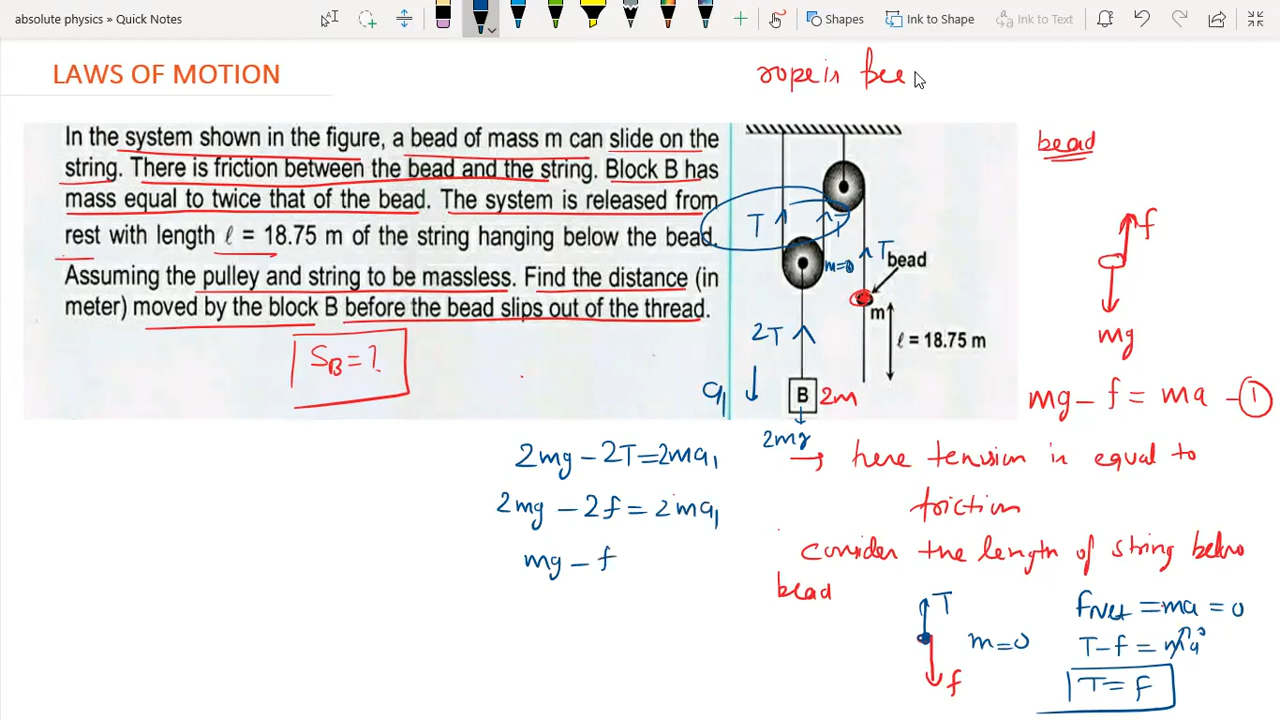 absolute physics » Quick Notes
Shapes
Ink to Shape
Ink to Text
LAWS OF MOTION
rope is free
In the system shown in the figure, a bead of mass m can slide on the
string. There is friction between the bead and the string. Block B has
mass equal to twice that of the bead. The system is released from
rest with length ℓ = 18.75 m of the string hanging below the bead.
Assuming the pulley and string to be massless. Find the distance (in
meter) moved by the block B before the bead slips out of the thread.
S_B = ?
T
T
m=0
T
bead
m
ℓ = 18.75 m
2T
a₁
B
2m
2mg
bead
f
mg
mg - f = ma -①
2mg - 2T = 2ma₁
2mg - 2f = 2ma₁
mg - f
→ here tension is equal to
friction
consider the length of string below
bead
T
m=0
f
fNet = ma = 0
T - f = ma⁰
T = f